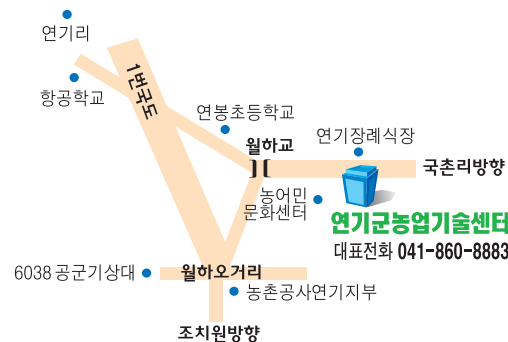 연기리
항공학교
1번국도
연봉초등학교
월하교
연기장례식장
국촌리방향
농어민
문화센터
연기군농업기술센터
대표전화 041-860-8883
6038 공군기상대
월하오거리
농촌공사연기지부
조치원방향